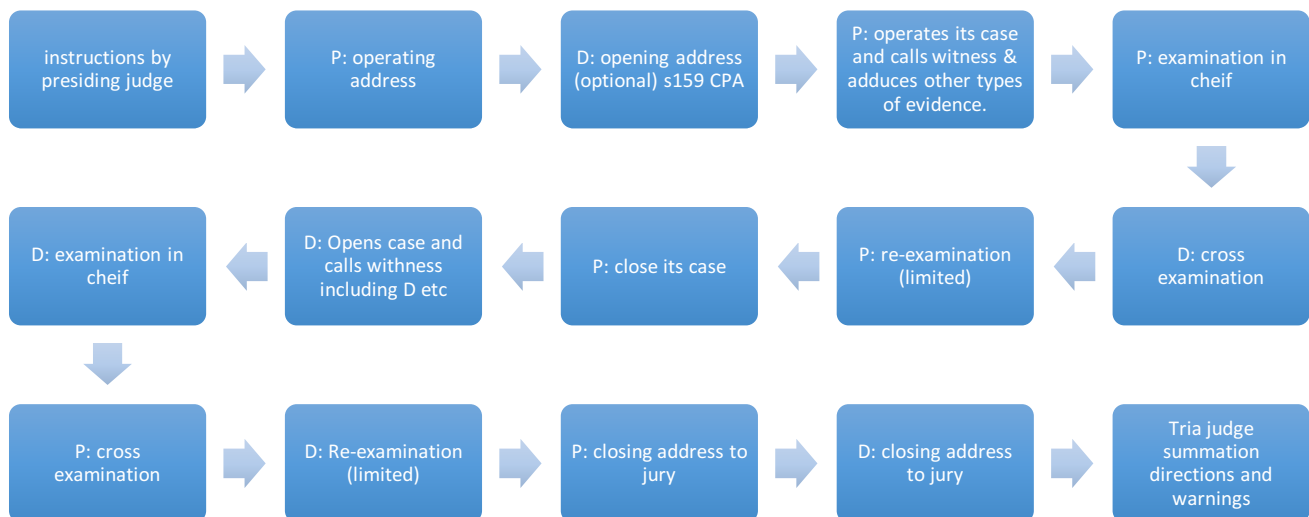 instructions by
presiding judge
P: operating
address
D: opening address
(optional) s159 CPA
P: operates its case
and calls witness &
adduces other types
of evidence.
P: examination in
cheif
D: cross
examination
P: re-examination
(limited)
P: close its case
D: Opens case and
calls withness
including D etc
D: examination in
cheif
P: cross
examination
D: Re-examination
(limited)
P: closing address to
jury
D: closing address
to jury
Tria judge
summation
directions and
warnings